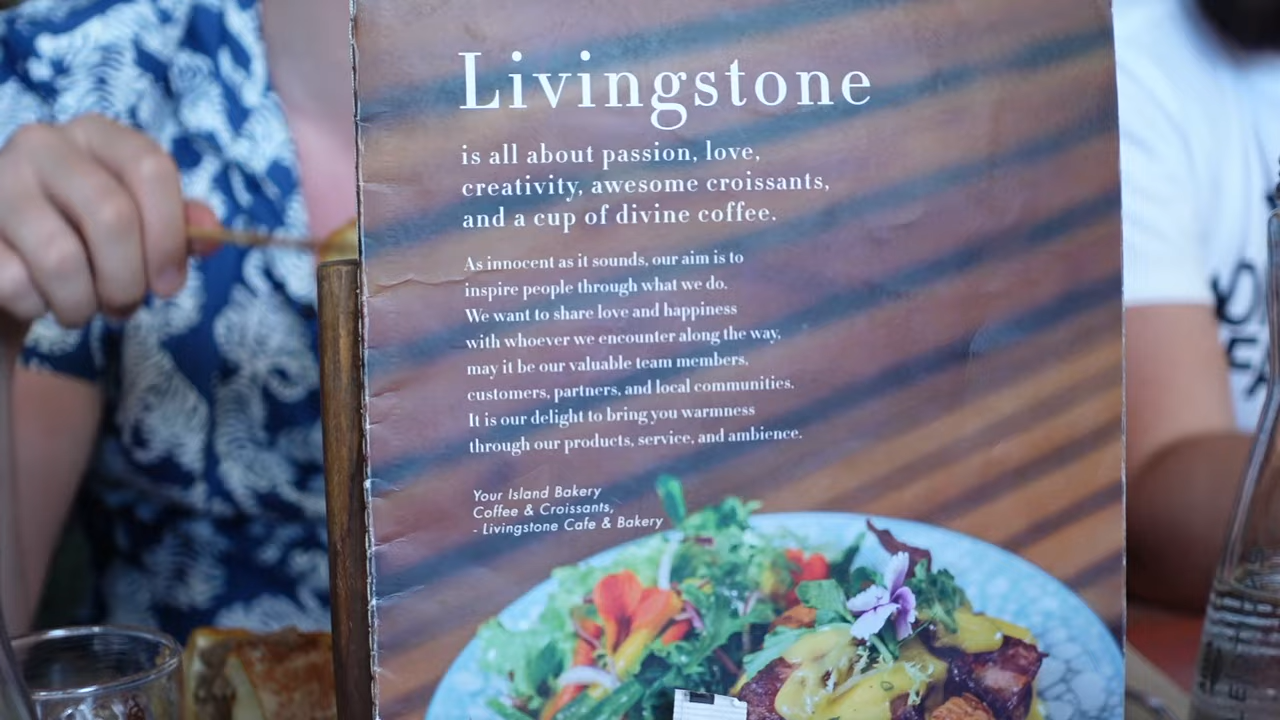 Livingstone
is all about passion, love,
creativity, awesome croissants,
and a cup of divine coffee.
As innocent as it sounds, our aim is to
inspire people through what we do.
We want to share love and happiness
with whoever we encounter along the way,
may it be our valuable team members,
customers, partners, and local communities.
It is our delight to bring you warmness
through our products, service, and ambience.
Your Island Bakery
Coffee & Croissants,
- Livingstone Cafe & Bakery